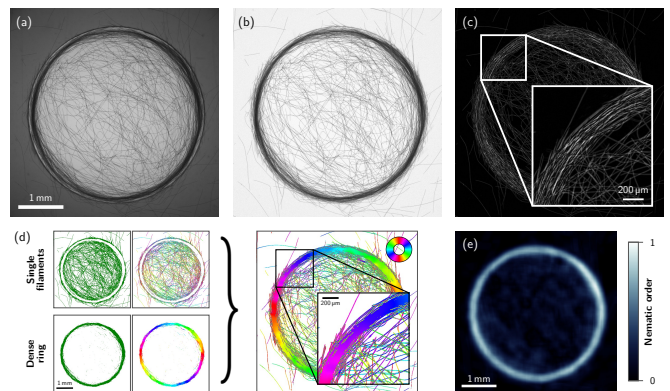 (a)
1 mm
(b)
(c)
200 µm
(d)
Single
filaments
Dense
ring
1 mm
200 µm
(e)
1 mm
1
Nematic order
0